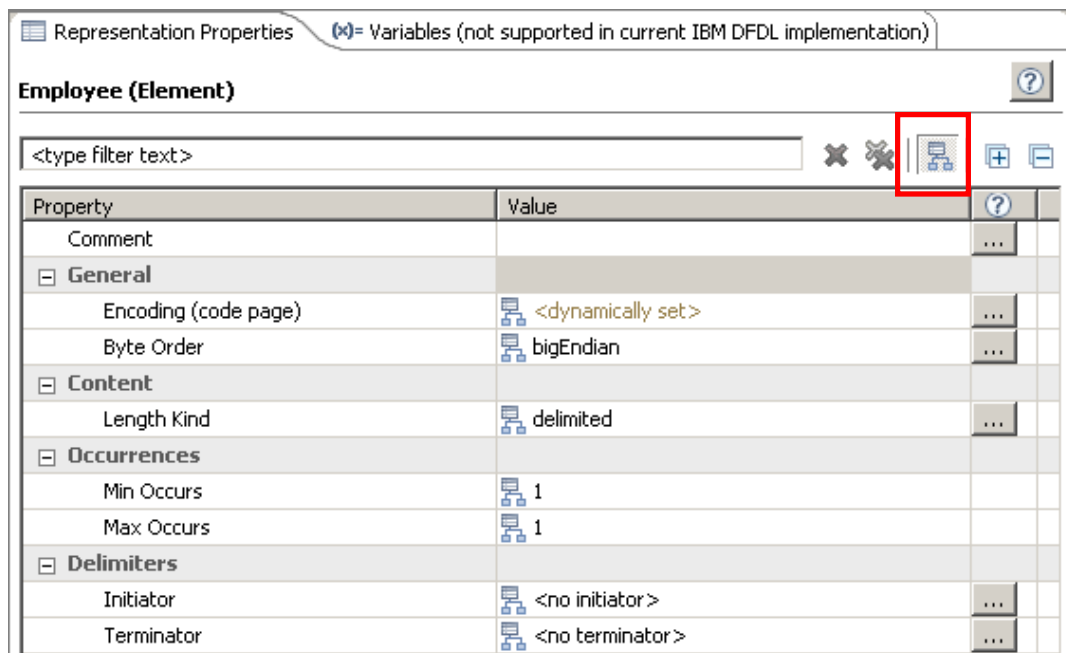 Representation Properties (x)= Variables (not supported in current IBM DFDL implementation)
Employee (Element)
<type filter text>
Property Value
Comment ...
General
Encoding (code page) <dynamically set> ...
Byte Order bigEndian ...
Content
Length Kind delimited ...
Occurrences
Min Occurs 1
Max Occurs 1
Delimiters
Initiator <no initiator> ...
Terminator <no terminator> ...